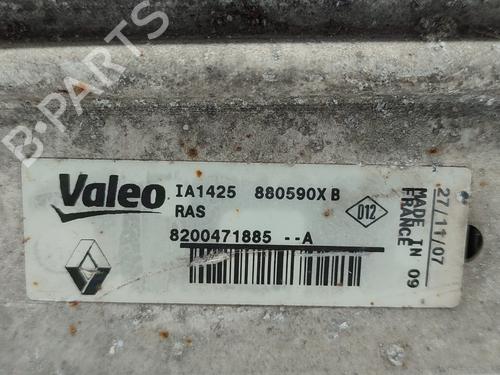 B-PARTS
Valeo
IA1425 880590X B
RAS
8200471885 --A
D12
MADE IN 09
FRANCE
27/11/07